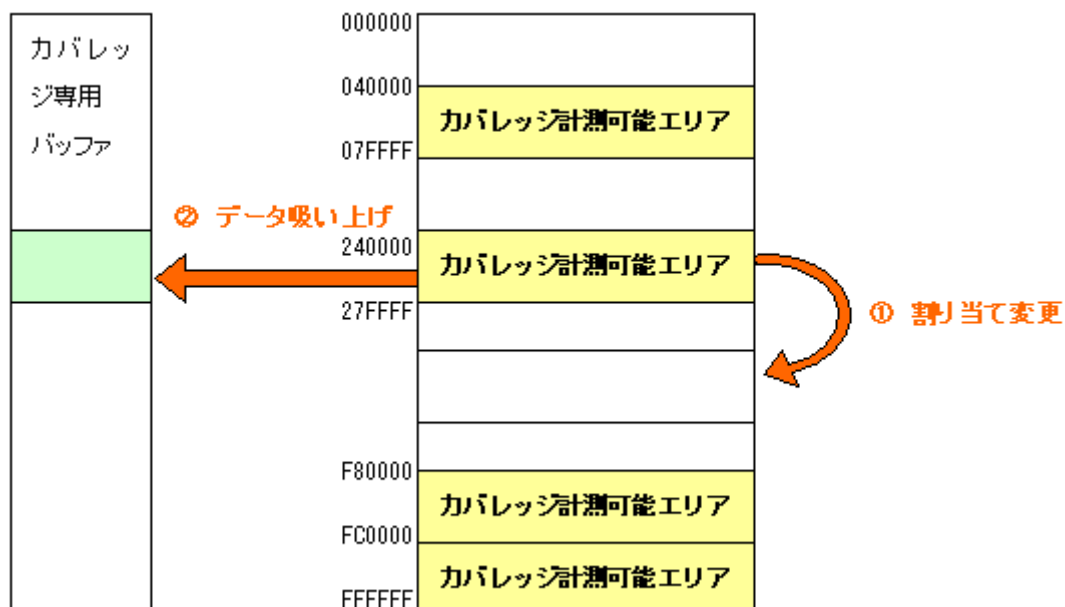 カバレッ
ジ専用
バッファ
000000
040000
カバレッジ計測可能エリア
07FFFF
② データ吸い上げ
240000
カバレッジ計測可能エリア
27FFFF
① 割り当て変更
F80000
カバレッジ計測可能エリア
FC0000
カバレッジ計測可能エリア
FFFFFF